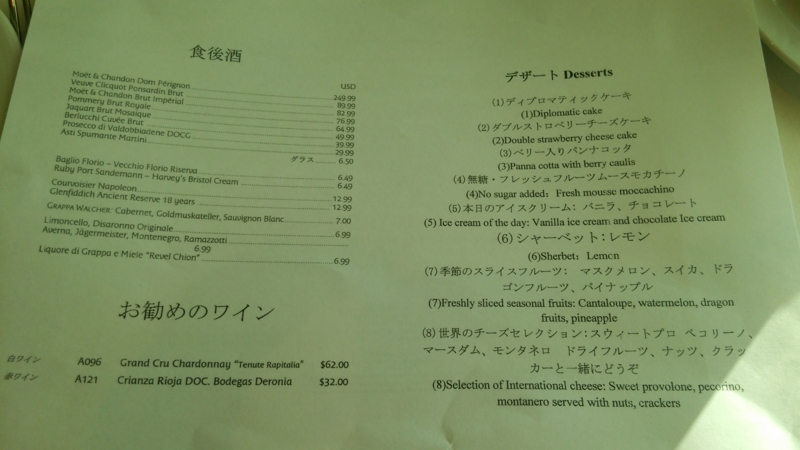 食後酒
USD
Moët & Chandon Dom Pérignon 249.99
Veuve Clicquot Ponsardin Brut 89.99
Moët & Chandon Brut Impérial 82.99
Pommery Brut Royale 76.99
Jaquart Brut Mosaique 64.99
Berlucchi Cuvée Brut 49.99
Prosecco di Valdobbiadene DOCG 39.99
Asti Spumante Martini 29.99
グラス 6.50
Baglio Florio – Vecchio Florio Riserva 6.49
Ruby Port Sandemann – Harvey's Bristol Cream 6.49
Courvoisier Napoleon 12.99
Glenfiddich Ancient Reserve 18 years 12.99
GRAPPA WALCHER Cabernet, Goldmuskateller, Sauvignon Blanc 7.00
Limoncello, Disaronno Originale 6.99
Averna, Jägermeister, Montenegro, Ramazzotti
6.99
Liquore di Grappa e Miele "Revel Chion" 6.99
お勧めのワイン
白ワイン A096 Grand Cru Chardonnay "Tenute Rapitalia" $62.00
赤ワイン A121 Crianza Rioja DOC. Bodegas Deronia $32.00
デザート Desserts
(1)ディプロマティックケーキ
(1)Diplomatic cake
(2)ダブルストロベリーチーズケーキ
(2)Double strawberry cheese cake
(3)ベリー入りパンナコッタ
(3)Panna cotta with berry caulis
(4)無糖・フレッシュフルーツムースモカチーノ
(4)No sugar added: Fresh mousse moccachino
(5)本日のアイスクリーム: バニラ、チョコレート
(5) Ice cream of the day: Vanilla ice cream and chocolate Ice cream
(6)シャーベット:レモン
(6)Sherbet: Lemon
(7)季節のスライスフルーツ: マスクメロン、スイカ、ドラ
ゴンフルーツ、パイナップル
(7)Freshly sliced seasonal fruits: Cantaloupe, watermelon, dragon
fruits, pineapple
(8)世界のチーズセレクション:スウィートプロ ペコリーノ、
マースダム、モンタネロ ドライフルーツ、ナッツ、クラッ
カーと一緒にどうぞ
(8)Selection of International cheese: Sweet provolone, pecorino,
montanero served with nuts, crackers